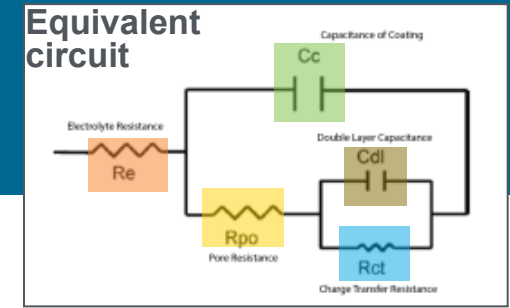 Equivalent
circuit
Capacitance of Coating
Cc
Electrolyte Resistance
Re
Double Layer Capacitance
Cdl
Rpo
Pore Resistance
Rct
Charge Transfer Resistance